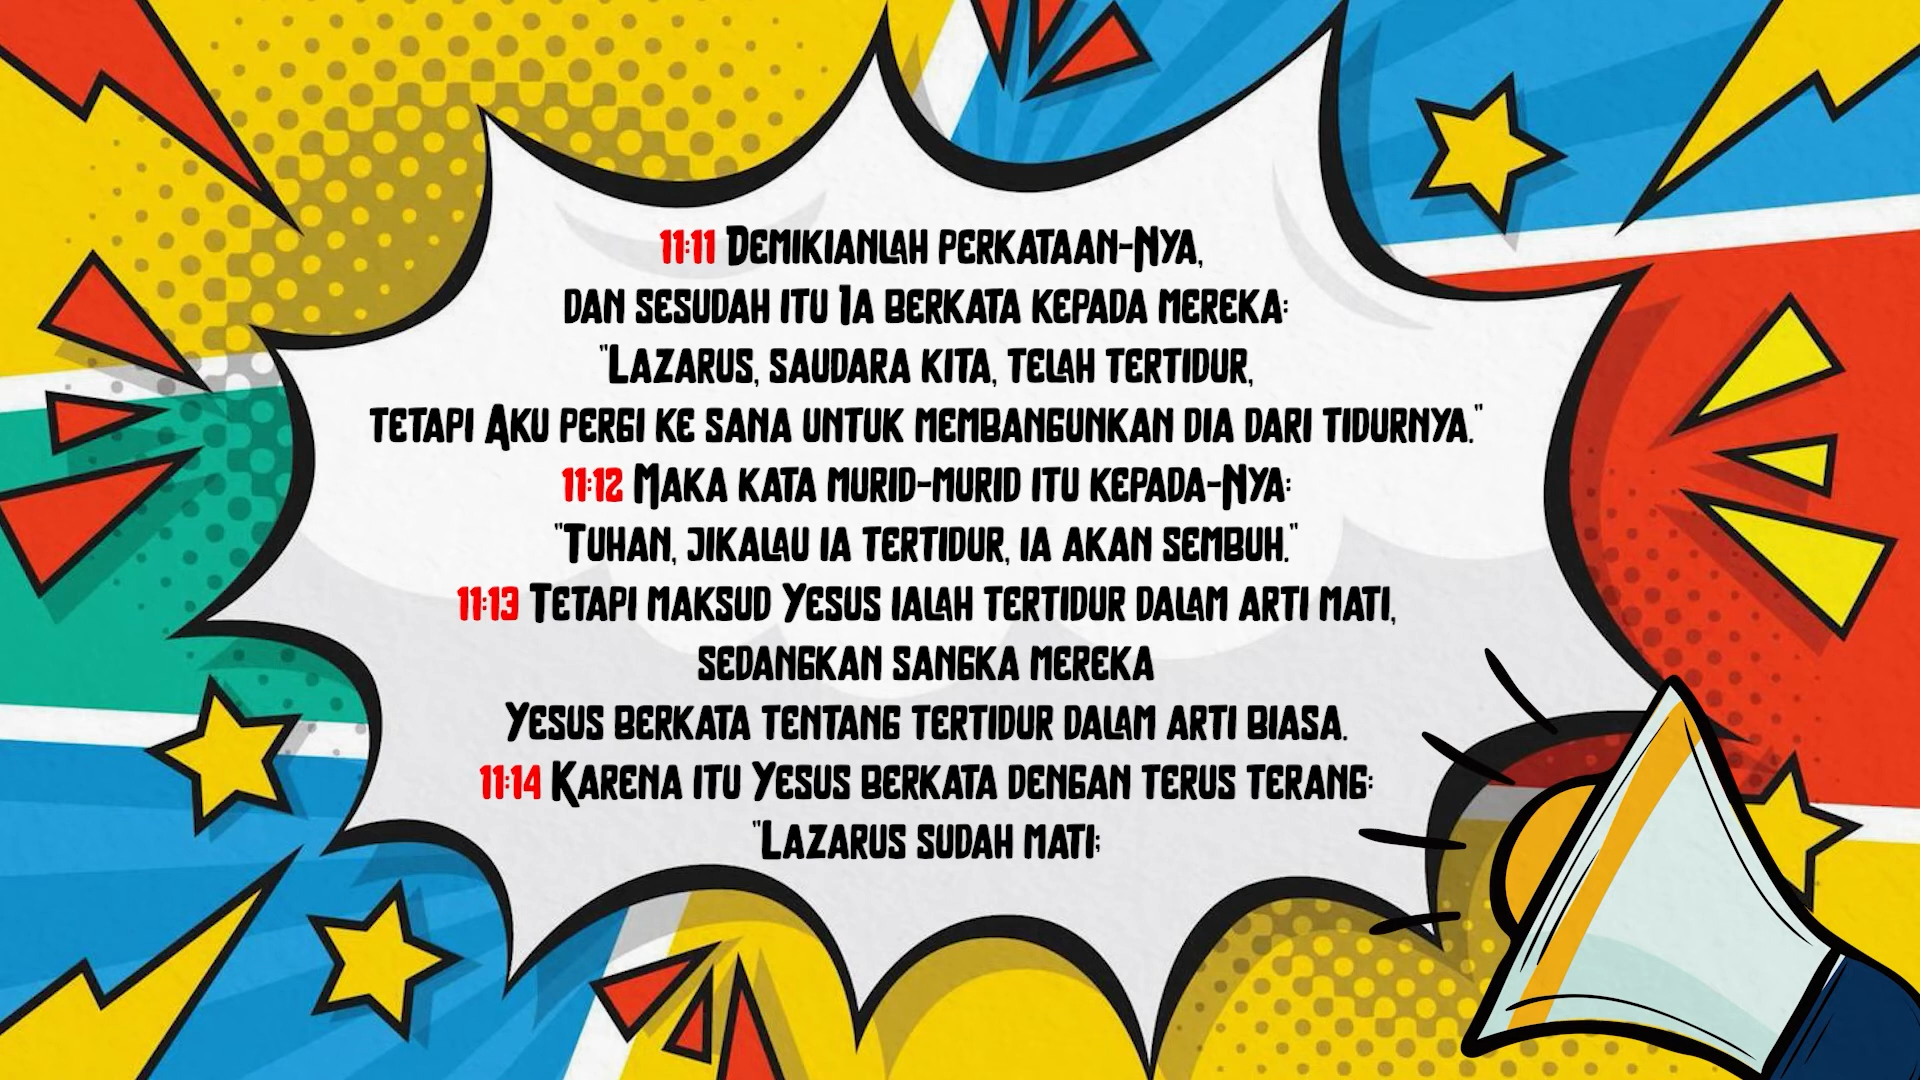 11:11 Demikianlah perkataan-Nya,
dan sesudah itu Ia berkata kepada mereka:
"Lazarus, saudara kita, telah tertidur,
tetapi Aku pergi ke sana untuk membangunkan dia dari tidurnya."
11:12 Maka kata murid-murid itu kepada-Nya:
"Tuhan, jikalau ia tertidur, ia akan sembuh."
11:13 Tetapi maksud Yesus ialah tertidur dalam arti mati,
sedangkan sangka mereka
Yesus berkata tentang tertidur dalam arti biasa.
11:14 Karena itu Yesus berkata dengan terus terang:
"Lazarus sudah mati;